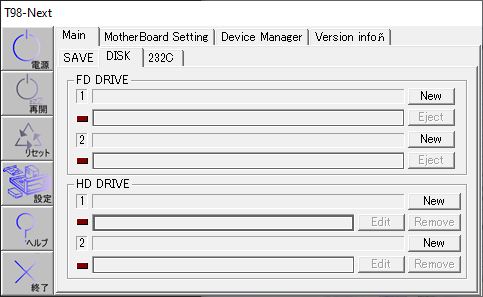 T98-Next
Main MotherBoard Setting Device Manager Version infoñ
電源 SAVE DISK 232C
FD DRIVE
1 New
再開 Eject
2 New
リセット Eject
設定 HD DRIVE
1 New
Edit Remove
ヘルプ 2 New
Edit Remove
終了